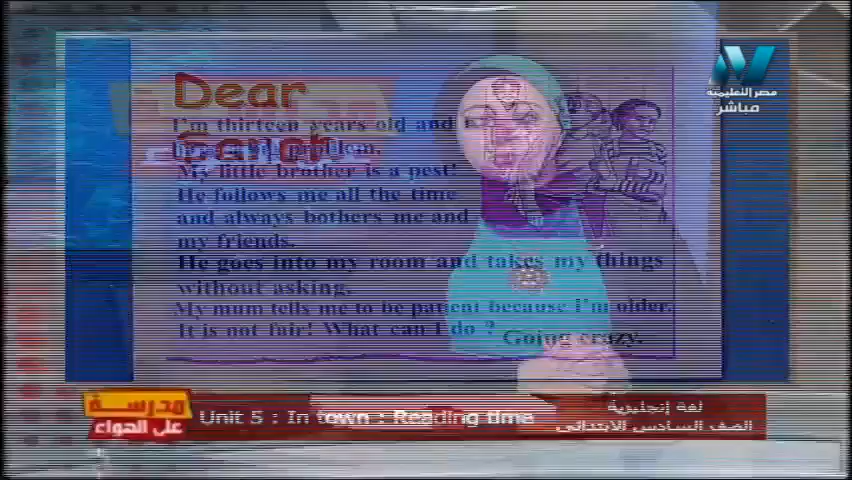 مصر التعليمية
مباشر
Dear
Sarah
I'm thirteen years old and
problem.
My little brother is a pest!
He follows me all the time
and always bothers me and
my friends.
He goes into my room and takes my things
without asking.
My mum tells me to be patient because I'm older.
It is not fair! What can I do ?
Going crazy.
مدرسة
على الهواء
Unit 5 : In town : Reading time
لغة إنجليزية
الصف السادس الابتدائى